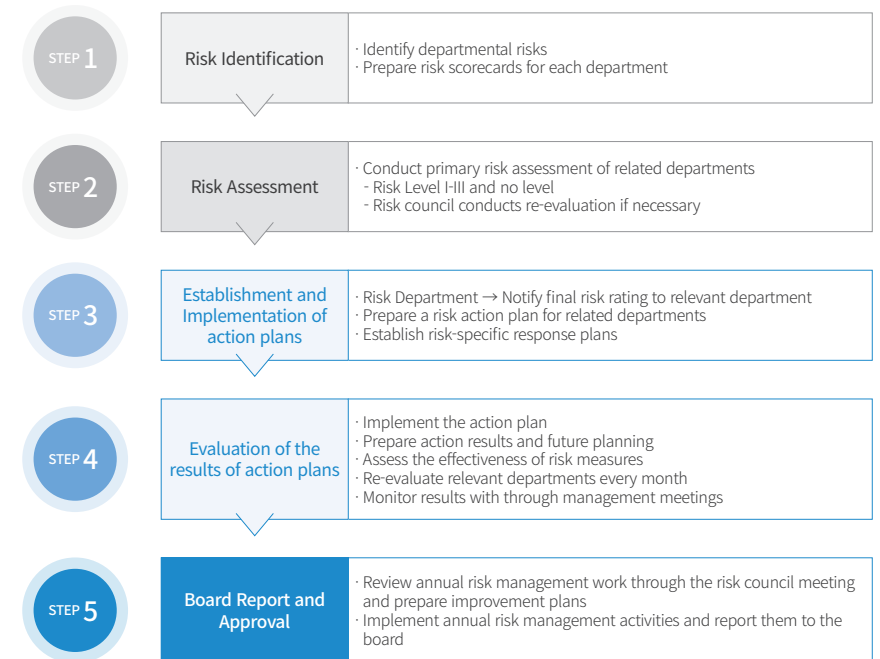 STEP 1
Risk Identification
· Identify departmental risks
· Prepare risk scorecards for each department
STEP 2
Risk Assessment
· Conduct primary risk assessment of related departments
- Risk Level I-III and no level
- Risk council conducts re-evaluation if necessary
STEP 3
Establishment and
Implementation of
action plans
· Risk Department → Notify final risk rating to relevant department
· Prepare a risk action plan for related departments
· Establish risk-specific response plans
STEP 4
Evaluation of the
results of action plans
· Implement the action plan
· Prepare action results and future planning
· Assess the effectiveness of risk measures
· Re-evaluate relevant departments every month
· Monitor results with through management meetings
STEP 5
Board Report and
Approval
· Review annual risk management work through the risk council meeting
and prepare improvement plans
· Implement annual risk management activities and report them to the
board